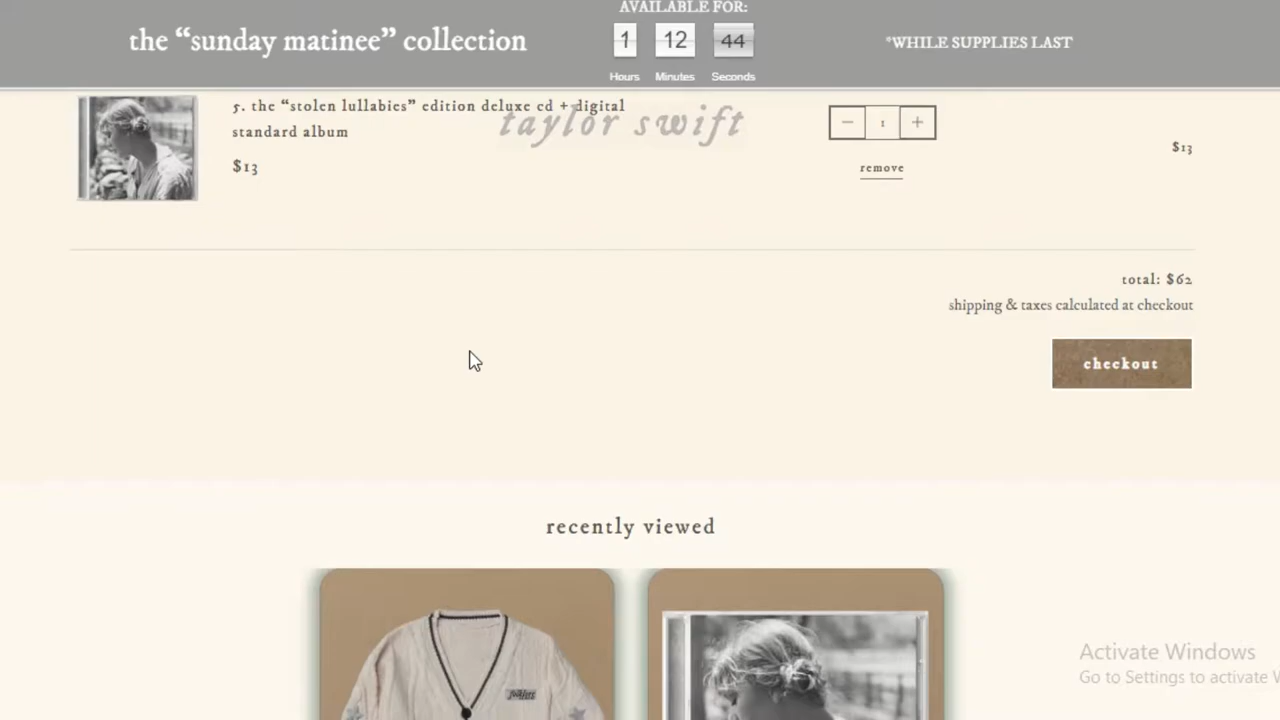 AVAILABLE FOR:
the “sunday matinee” collection
1 12 44
*WHILE SUPPLIES LAST
Hours Minutes Seconds
5. the “stolen lullabies” edition deluxe cd + digital
standard album
taylor swift
$13
− 1 +
remove
$13
total: $62
shipping & taxes calculated at checkout
checkout
recently viewed
folklore
Activate Windows
Go to Settings to activate W